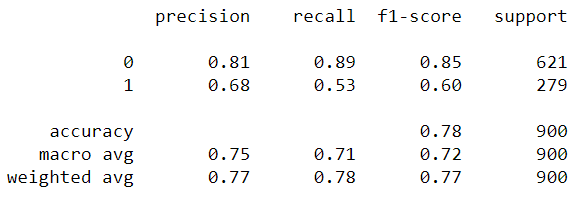 precision recall f1-score support
0 0.81 0.89 0.85 621
1 0.68 0.53 0.60 279
accuracy 0.78 900
macro avg 0.75 0.71 0.72 900
weighted avg 0.77 0.78 0.77 900